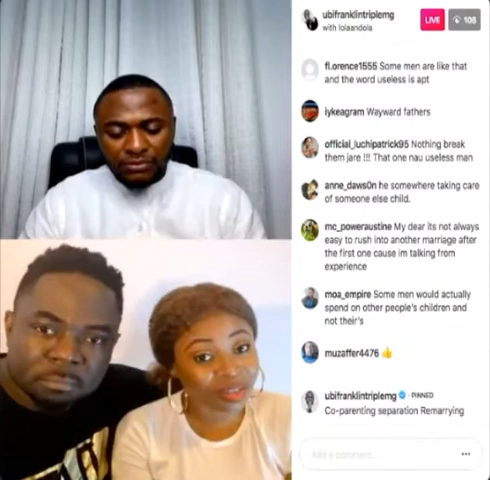 ubifranklintriplemg
with lolaandola
LIVE
108
fl.orence1555 Some men are like that
and the word useless is apt
iykeagram Wayward fathers
official_luchipatrick95 Nothing break
them jare !!! That one nau useless man
anne_daws0n he somewhere taking care
of someone else child.
mc_poweraustine My dear its not always
easy to rush into another marriage after
the first one cause im talking from
experience
moa_empire Some men would actually
spend on other people's children and
not their's
muzaffer4476 👍
ubifranklintriplemg • PINNED
Co-parenting separation Remarrying
Add a comment...